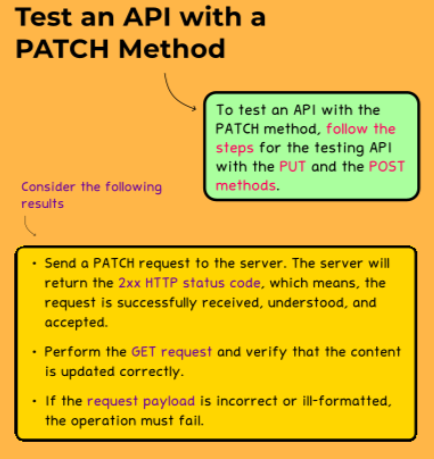 Test an API with a
PATCH Method
To test an API with the
PATCH method, follow the
steps for the testing API
with the PUT and the POST
methods.
Consider the following
results
• Send a PATCH request to the server. The server will
return the 2xx HTTP status code, which means, the
request is successfully received, understood, and
accepted.
• Perform the GET request and verify that the content
is updated correctly.
• If the request payload is incorrect or ill-formatted,
the operation must fail.